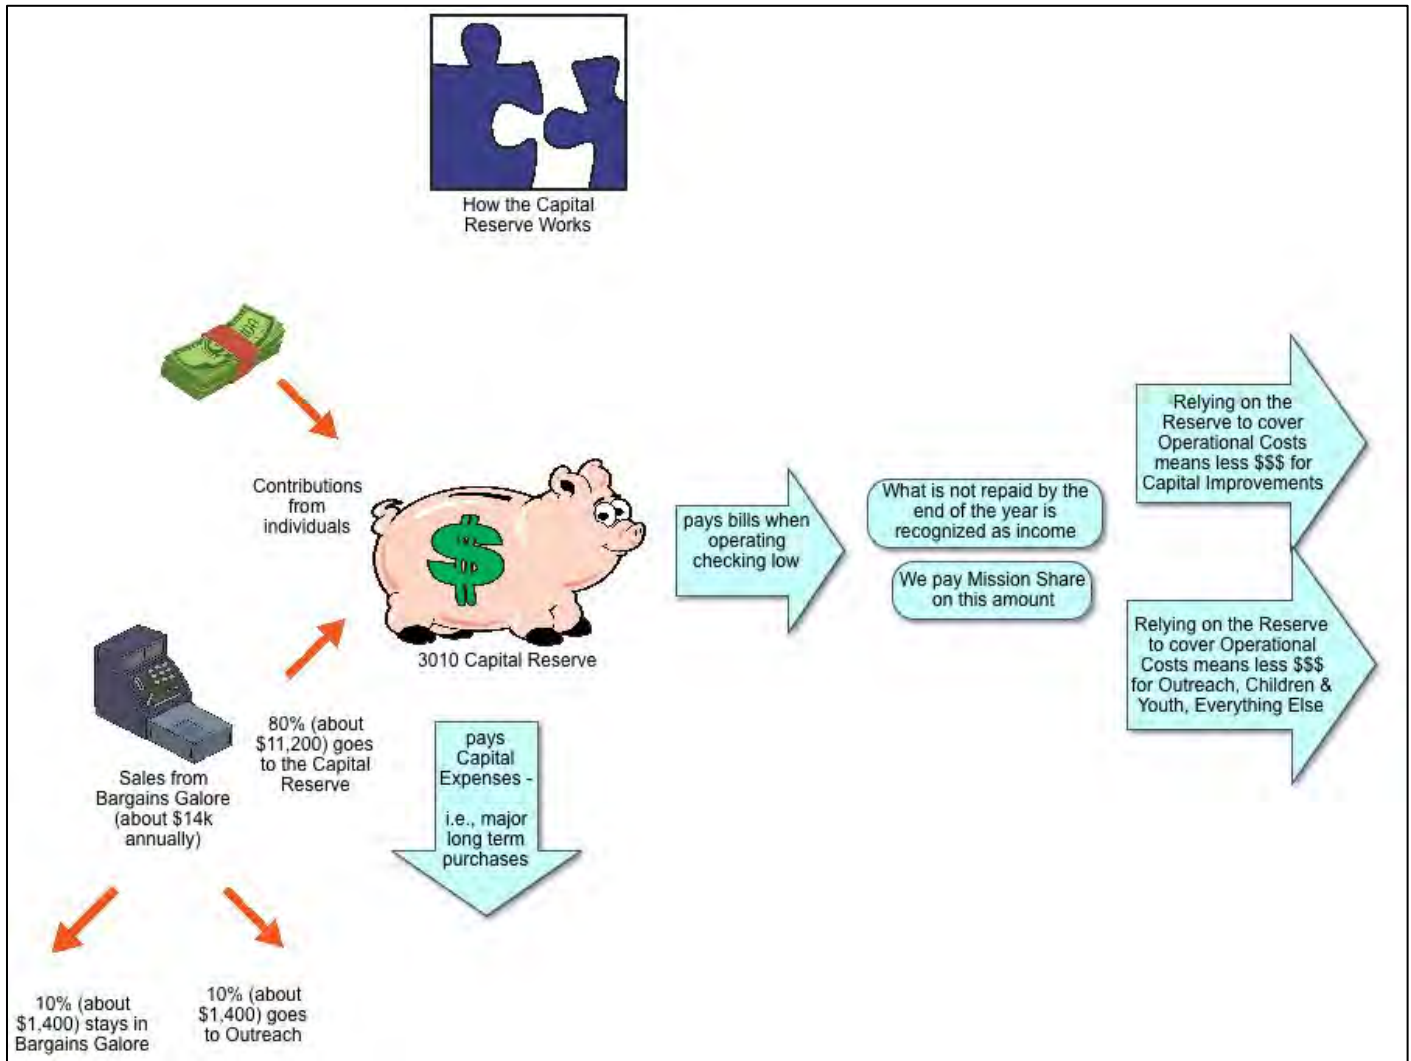 How the Capital
Reserve Works
Contributions
from
individuals
3010 Capital Reserve
pays bills when
operating
checking low
What is not repaid by the
end of the year is
recognized as income
We pay Mission Share
on this amount
Relying on the
Reserve to cover
Operational Costs
means less $$$ for
Capital Improvements
Relying on the Reserve
to cover Operational
Costs means less $$$
for Outreach, Children &
Youth, Everything Else
Sales from
Bargains Galore
(about $14k
annually)
80% (about
$11,200) goes
to the Capital
Reserve
pays
Capital
Expenses -
i.e., major
long term
purchases
10% (about
$1,400) stays in
Bargains Galore
10% (about
$1,400) goes
to Outreach